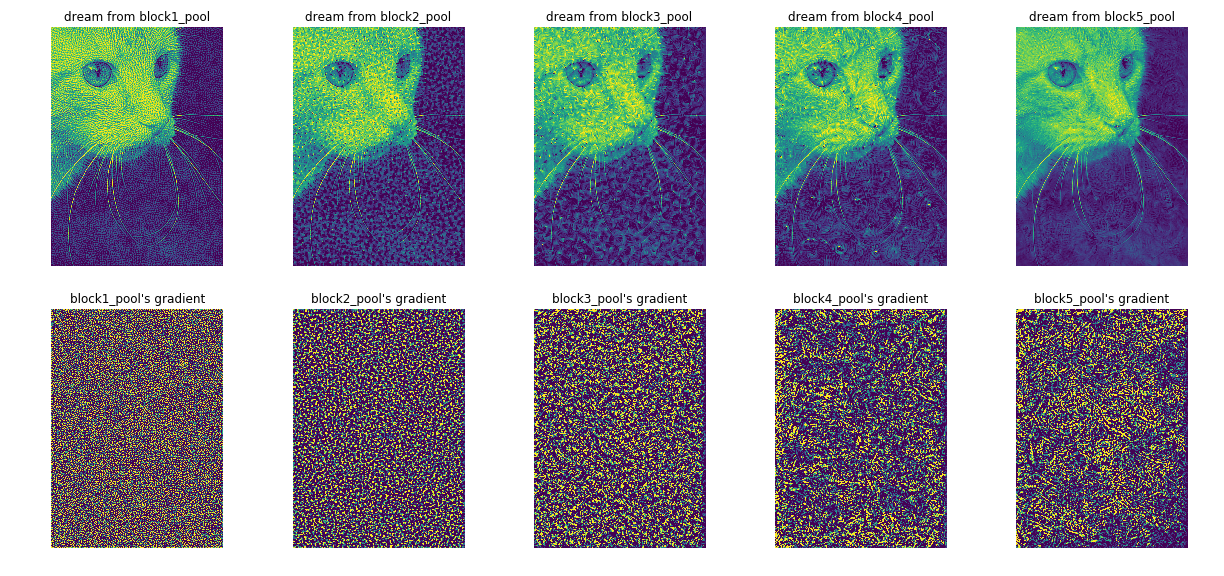 dream from block1_pool
dream from block2_pool
dream from block3_pool
dream from block4_pool
dream from block5_pool
block1_pool's gradient
block2_pool's gradient
block3_pool's gradient
block4_pool's gradient
block5_pool's gradient